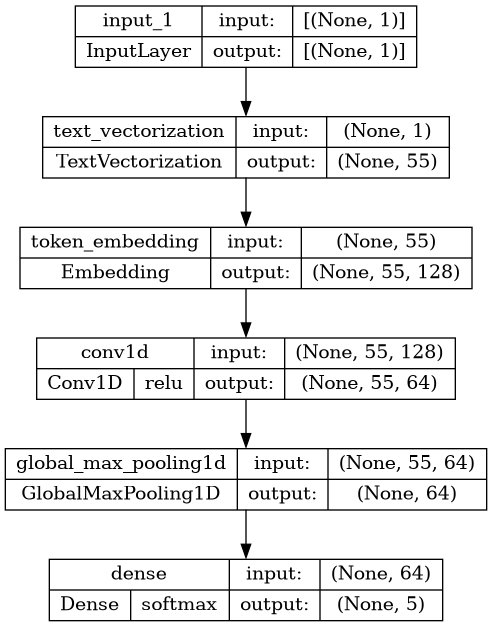 input_1 input: [(None, 1)]
InputLayer output: [(None, 1)]
text_vectorization input: (None, 1)
TextVectorization output: (None, 55)
token_embedding input: (None, 55)
Embedding output: (None, 55, 128)
conv1d input: (None, 55, 128)
Conv1D relu output: (None, 55, 64)
global_max_pooling1d input: (None, 55, 64)
GlobalMaxPooling1D output: (None, 64)
dense input: (None, 64)
Dense softmax output: (None, 5)